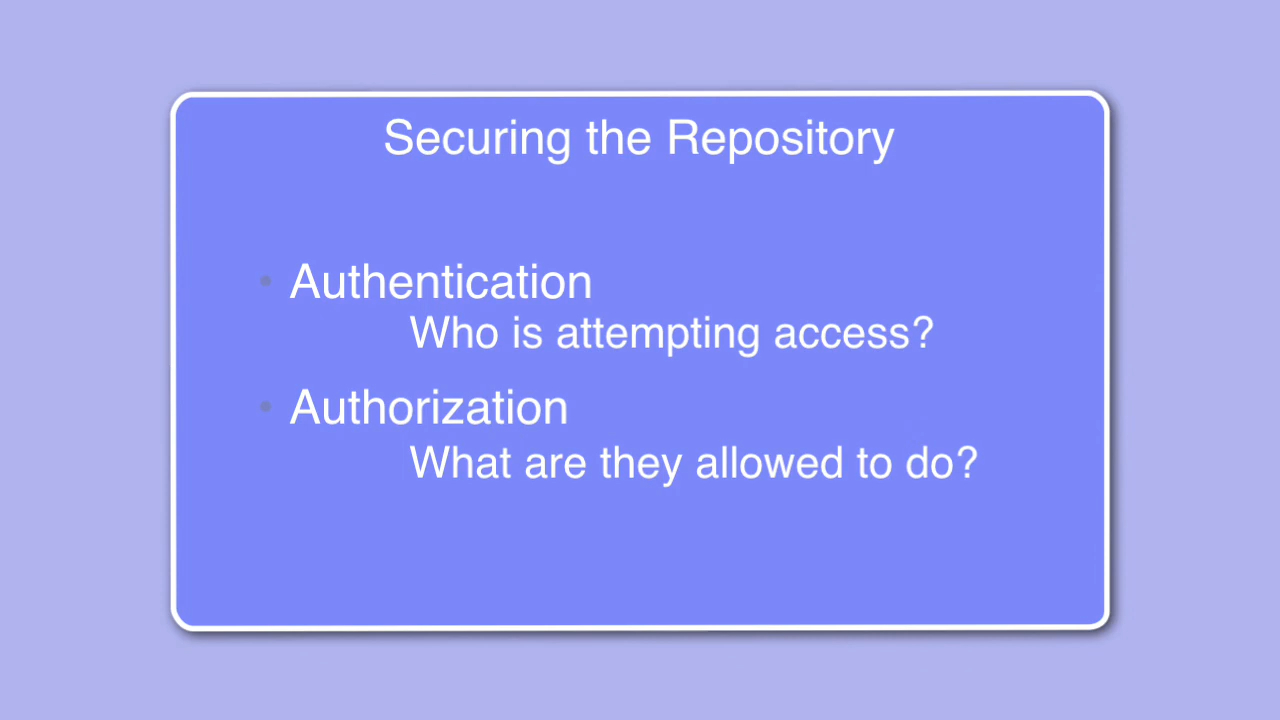 Securing the Repository
• Authentication
Who is attempting access?
• Authorization
What are they allowed to do?